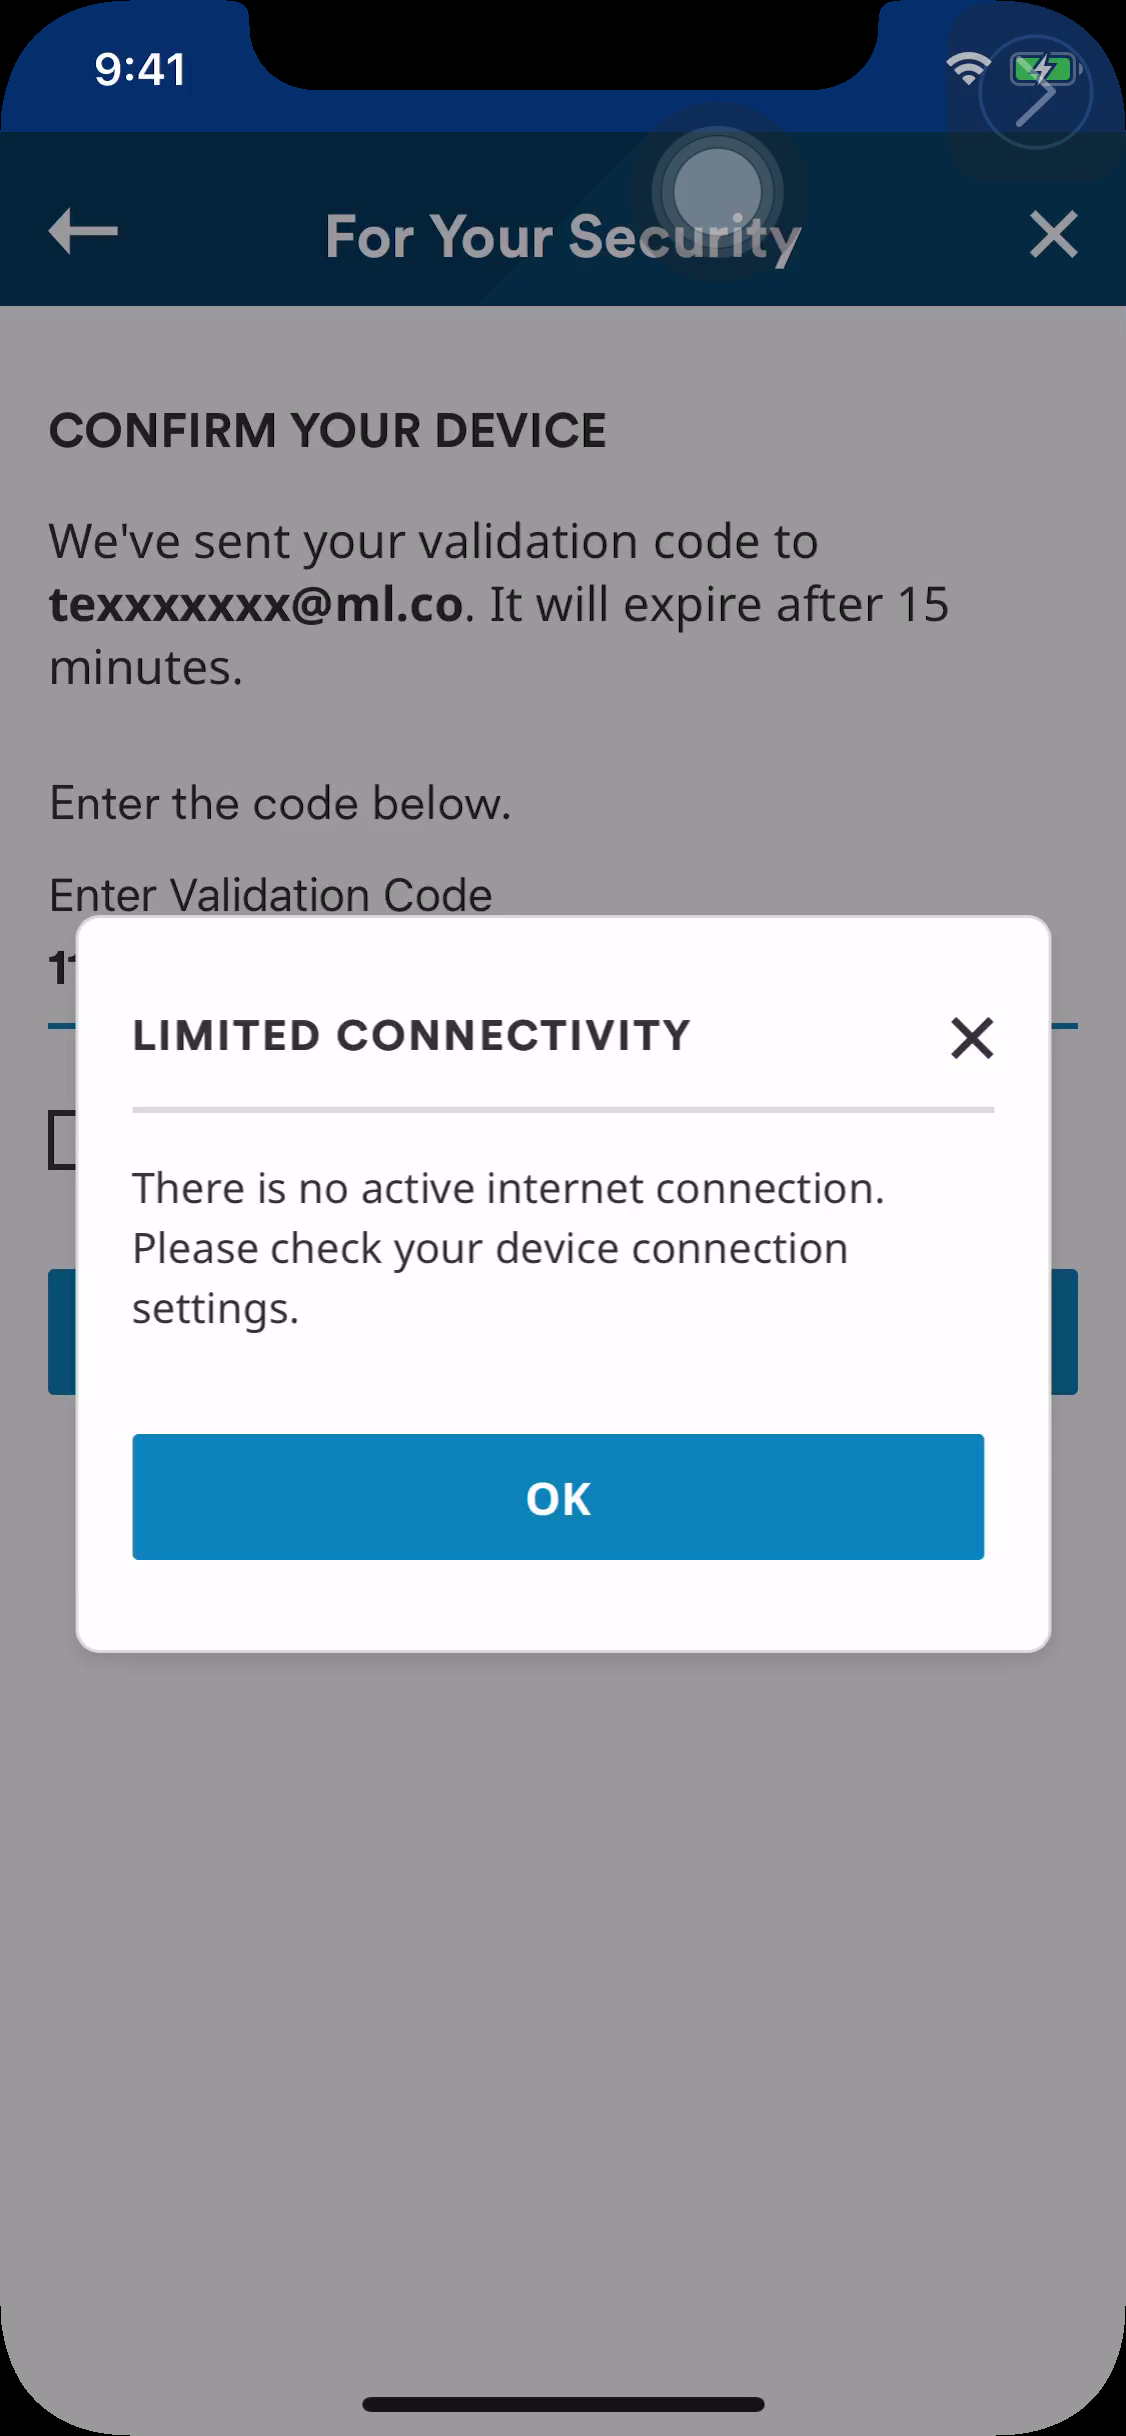 9:41
For Your Security
CONFIRM YOUR DEVICE
We've sent your validation code to
texxxxxxx@ml.co. It will expire after 15
minutes.
Enter the code below.
Enter Validation Code
LIMITED CONNECTIVITY
There is no active internet connection.
Please check your device connection
settings.
OK